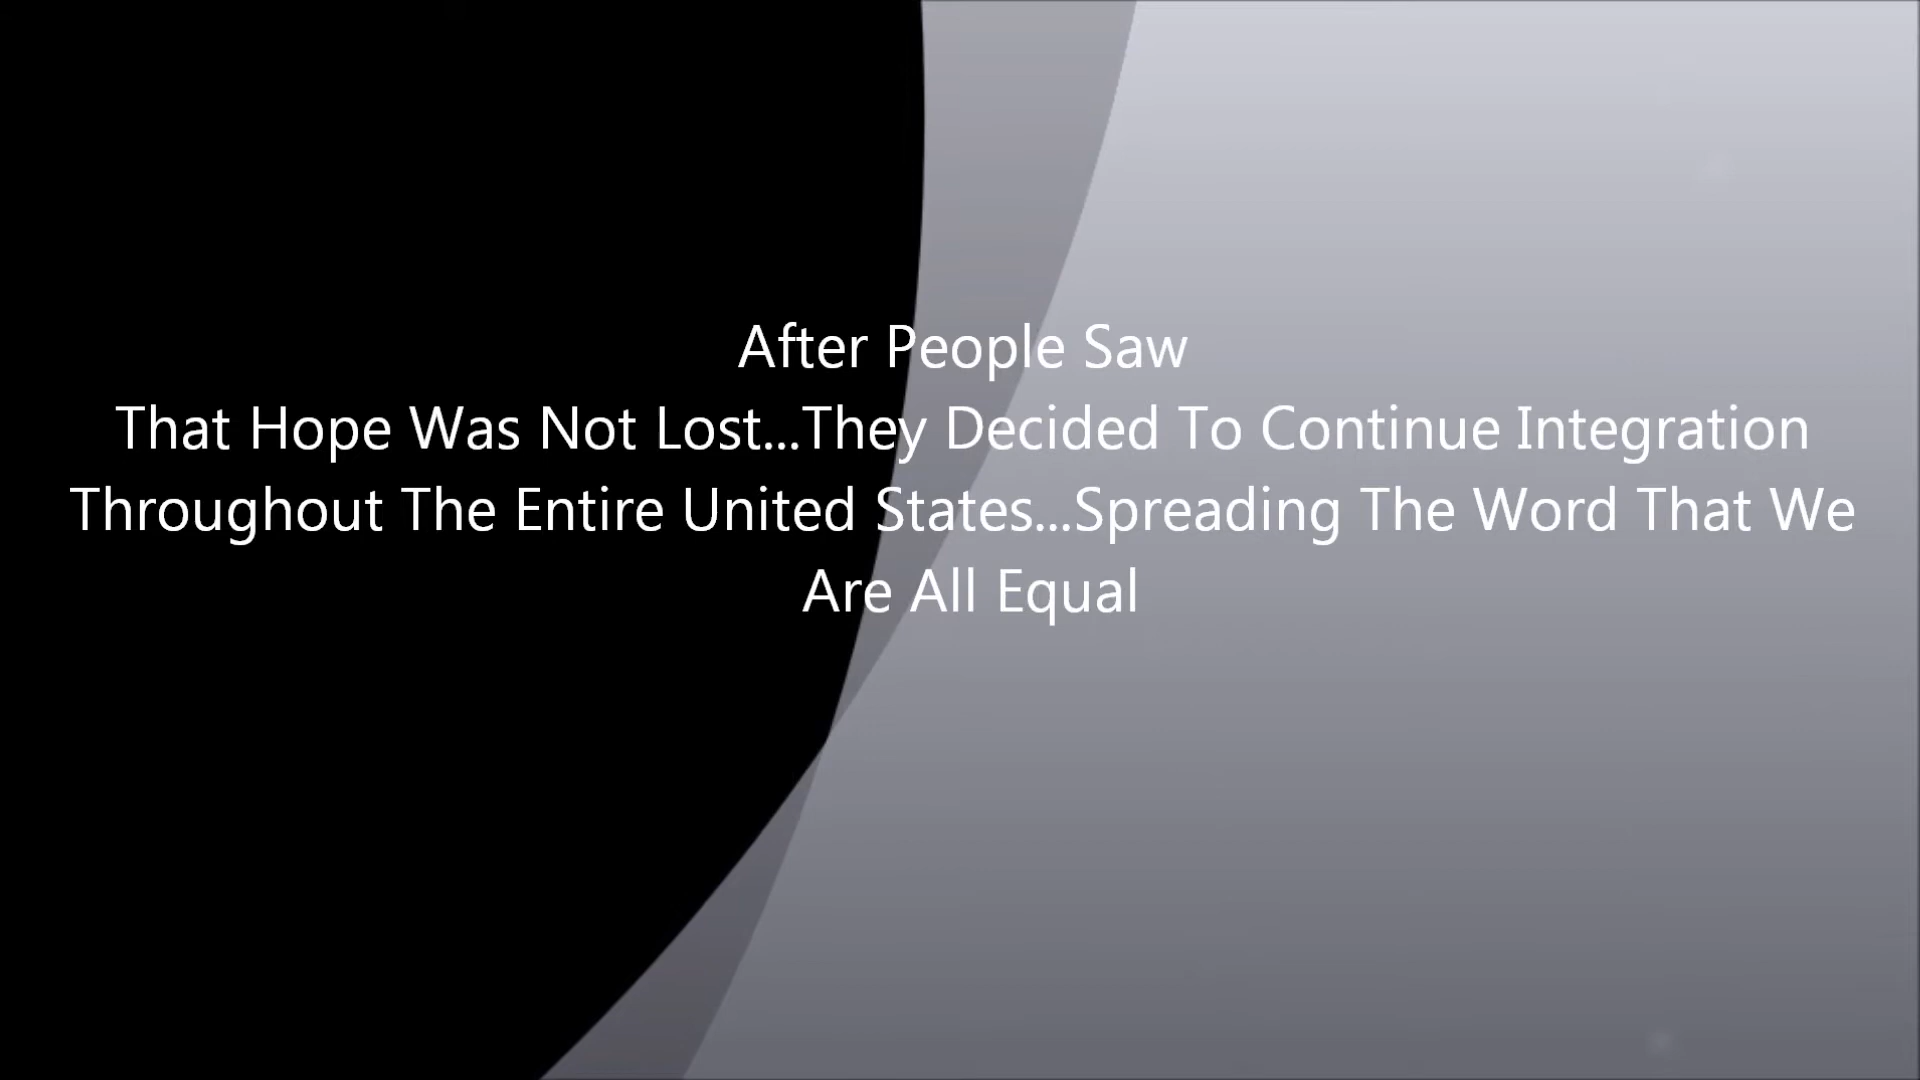 After People Saw
That Hope Was Not Lost...They Decided To Continue Integration
Throughout The Entire United States...Spreading The Word That We
Are All Equal